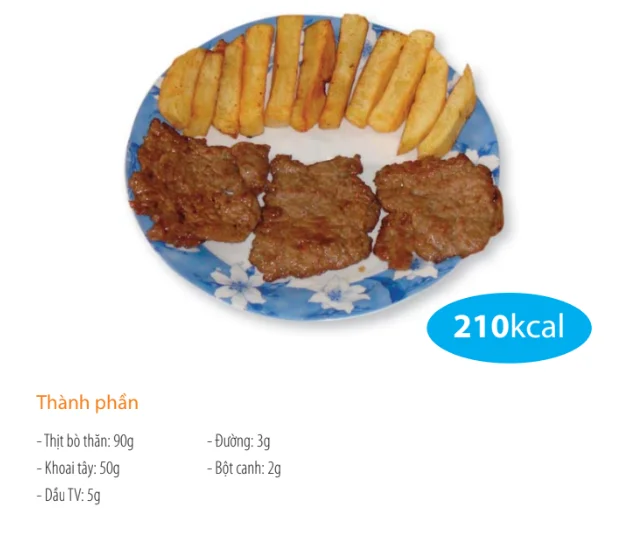 210kcal
Thành phần
- Thịt bò thăn: 90g
- Khoai tây: 50g
- Dầu TV: 5g
- Đường: 3g
- Bột canh: 2g